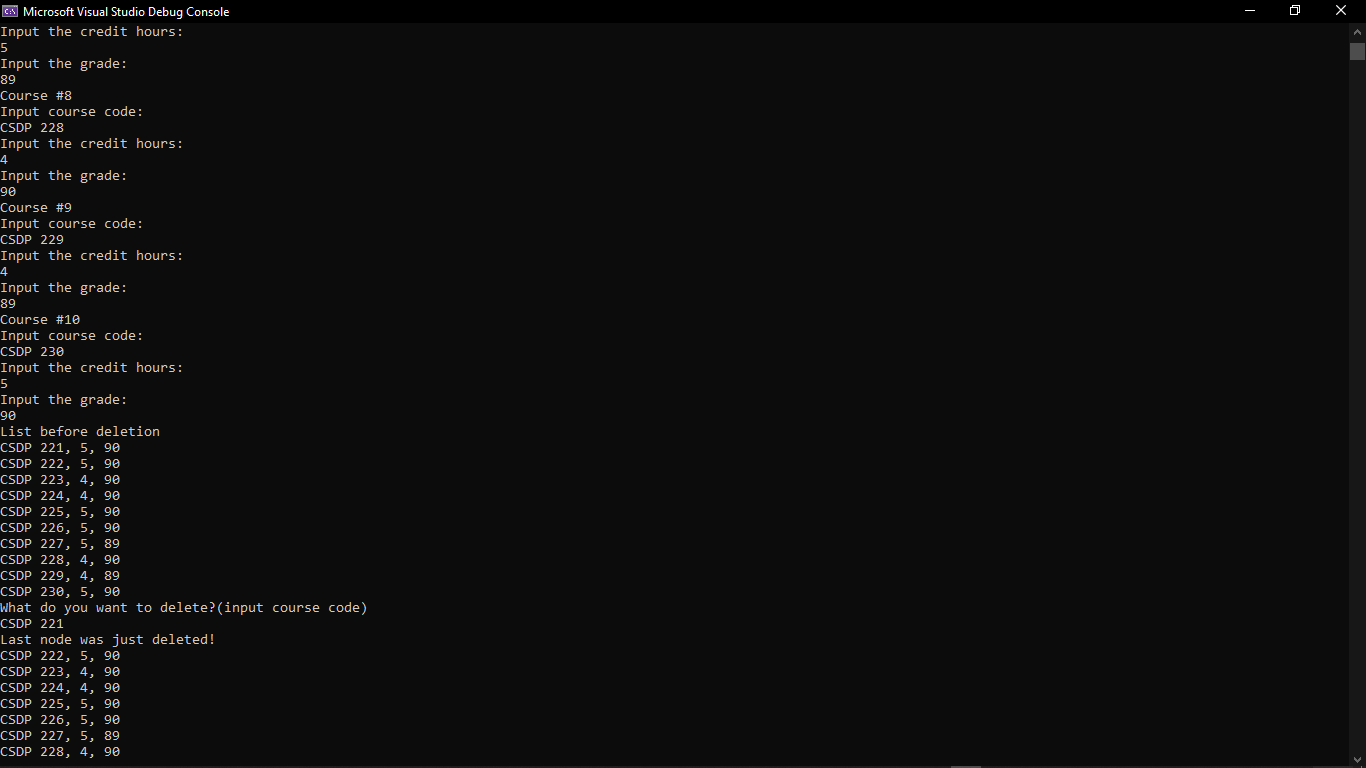 Microsoft Visual Studio Debug Console
Input the credit hours:
5
Input the grade:
89
Course #8
Input course code:
CSDP 228
Input the credit hours:
4
Input the grade:
90
Course #9
Input course code:
CSDP 229
Input the credit hours:
4
Input the grade:
89
Course #10
Input course code:
CSDP 230
Input the credit hours:
5
Input the grade:
90
List before deletion
CSDP 221, 5, 90
CSDP 222, 5, 90
CSDP 223, 4, 90
CSDP 224, 4, 90
CSDP 225, 5, 90
CSDP 226, 5, 90
CSDP 227, 5, 89
CSDP 228, 4, 90
CSDP 229, 4, 89
CSDP 230, 5, 90
What do you want to delete?(input course code)
CSDP 221
Last node was just deleted!
CSDP 222, 5, 90
CSDP 223, 4, 90
CSDP 224, 4, 90
CSDP 225, 5, 90
CSDP 226, 5, 90
CSDP 227, 5, 89
CSDP 228, 4, 90